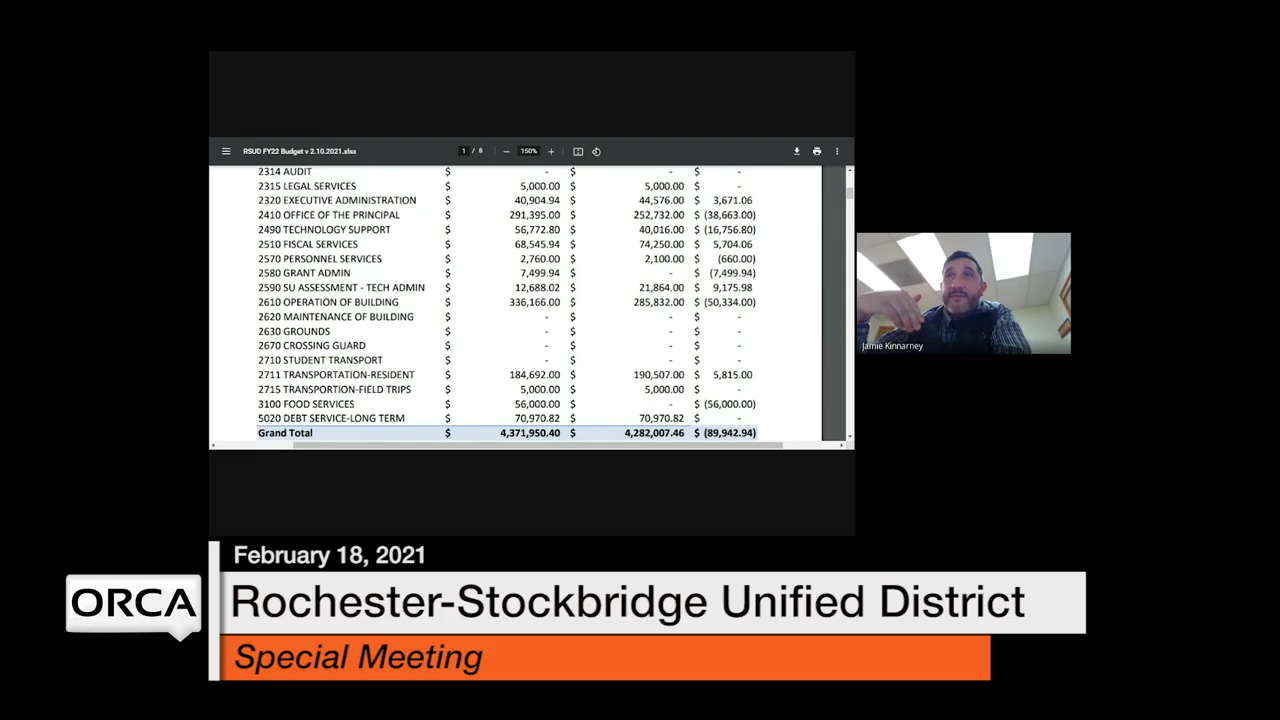 RSUD FY22 Budget v 2.10.2021.xlsx 1 / 8 150%
2314 AUDIT $ - $ - $ -
2315 LEGAL SERVICES $ 5,000.00 $ 5,000.00 $ -
2320 EXECUTIVE ADMINISTRATION $ 40,904.94 $ 44,576.00 $ 3,671.06
2410 OFFICE OF THE PRINCIPAL $ 291,395.00 $ 252,732.00 $ (38,663.00)
2490 TECHNOLOGY SUPPORT $ 56,772.80 $ 40,016.00 $ (16,756.80)
2510 FISCAL SERVICES $ 68,545.94 $ 74,250.00 $ 5,704.06
2570 PERSONNEL SERVICES $ 2,760.00 $ 2,100.00 $ (660.00)
2580 GRANT ADMIN $ 7,499.94 $ - $ (7,499.94)
2590 SU ASSESSMENT - TECH ADMIN $ 12,688.02 $ 21,864.00 $ 9,175.98
2610 OPERATION OF BUILDING $ 336,166.00 $ 285,832.00 $ (50,334.00)
2620 MAINTENANCE OF BUILDING $ - $ - $ -
2630 GROUNDS $ - $ - $ -
2670 CROSSING GUARD $ - $ - $ -
2710 STUDENT TRANSPORT $ - $ - $ -
2711 TRANSPORTATION-RESIDENT $ 184,692.00 $ 190,507.00 $ 5,815.00
2715 TRANSPORTION-FIELD TRIPS $ 5,000.00 $ 5,000.00 $ -
3100 FOOD SERVICES $ 56,000.00 $ - $ (56,000.00)
5020 DEBT SERVICE-LONG TERM $ 70,970.82 $ 70,970.82 $ -
Grand Total $ 4,371,950.40 $ 4,282,007.46 $ (89,942.94)
Jamie Kinnarney
February 18, 2021
ORCA
Rochester-Stockbridge Unified District
Special Meeting